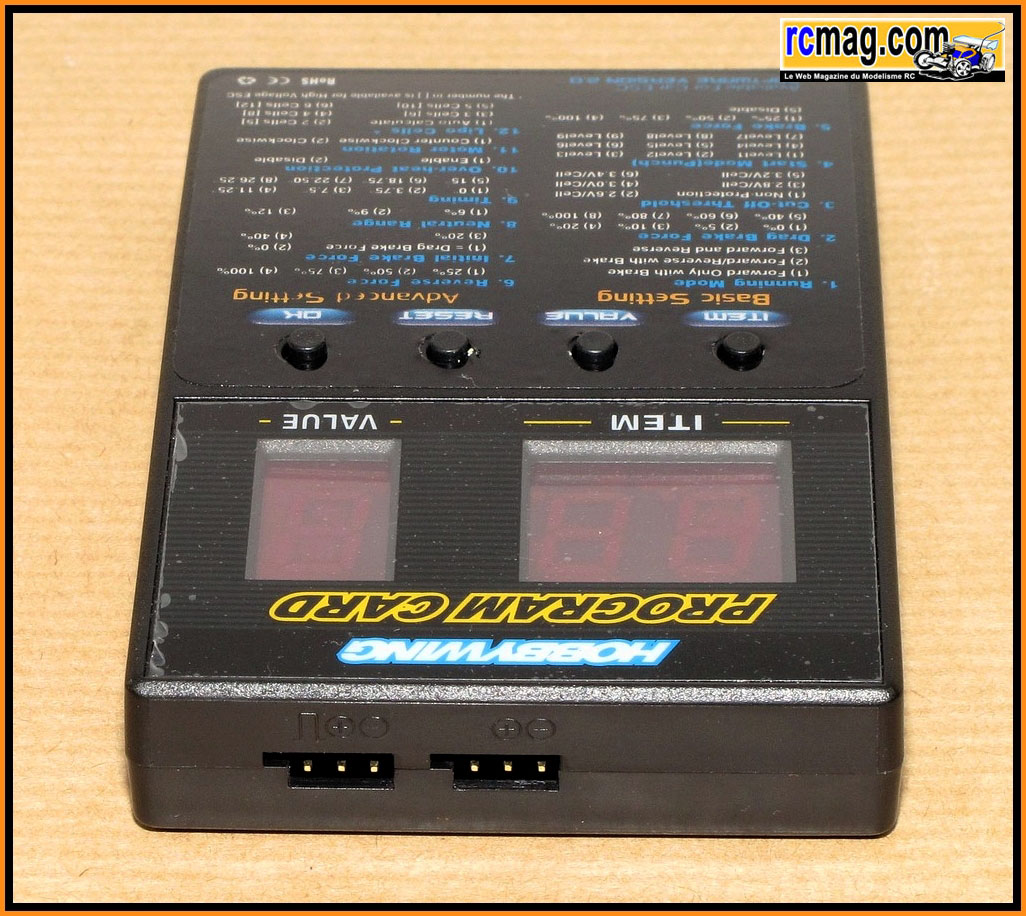 rcmag.com
Le Web Magazine du Modelisme RC
HOBBYWING
PROGRAM CARD
ITEM
VALUE
ITEM VALUE RESET OK
Basic Setting
1. Running Mode
(1) Forward Only with Brake
(2) Forward/Reverse with Brake
(3) Forward and Reverse
2. Drag Brake Force
(1) 0% (2) 5% (3) 10% (4) 20%
(5) 40% (6) 60% (7) 80% (8) 100%
3. Cut-Off Threshold
(1) Non-Protection (2) 2.6V/Cell
(3) 2.8V/Cell (4) 3.0V/Cell
(5) 3.2V/Cell (6) 3.4V/Cell
4. Start Mode(Punch)
(1) Level1 (2) Level2 (3) Level3
(4) Level4 (5) Level5 (6) Level6
(7) Level7 (8) Level8 (9) Level9
5. Brake Force
(1) 25% (2) 50% (3) 75% (4) 100%
(5) Disable
Advanced Setting
6. Reverse Force
(1) 25% (2) 50% (3) 75% (4) 100%
7. Initial Brake Force
(1) = Drag Brake Force (2) 0%
(3) 20% (4) 40%
8. Neutral Range
(1) 6% (2) 9% (3) 12%
9. Timing
(1) 0 (2) 3.75 (3) 7.5 (4) 11.25
(5) 15 (6) 18.75 (7) 22.50 (8) 26.25
10. Over-heat Protection
(1) Enable (2) Disable
11. Motor Rotation
(1) Counter Clockwise (2) Clockwise
12. Lipo Cells *
(1) Auto Calculate (2) 2 Cells [5]
(3) 3 Cells [6] (4) 4 Cells [8]
(5) 5 Cells [10] (6) 6 Cells [12]
* The number in [ ] is available for High Voltage ESC
For Car ESC
VERSION 2.0
RoHS CE